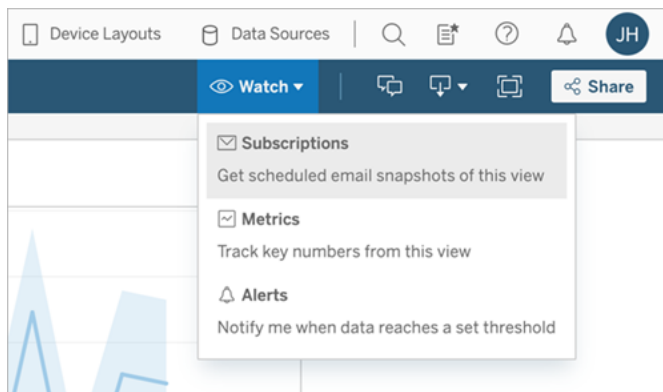 Device Layouts Data Sources JH
Watch Share
Subscriptions
Get scheduled email snapshots of this view
Metrics
Track key numbers from this view
Alerts
Notify me when data reaches a set threshold